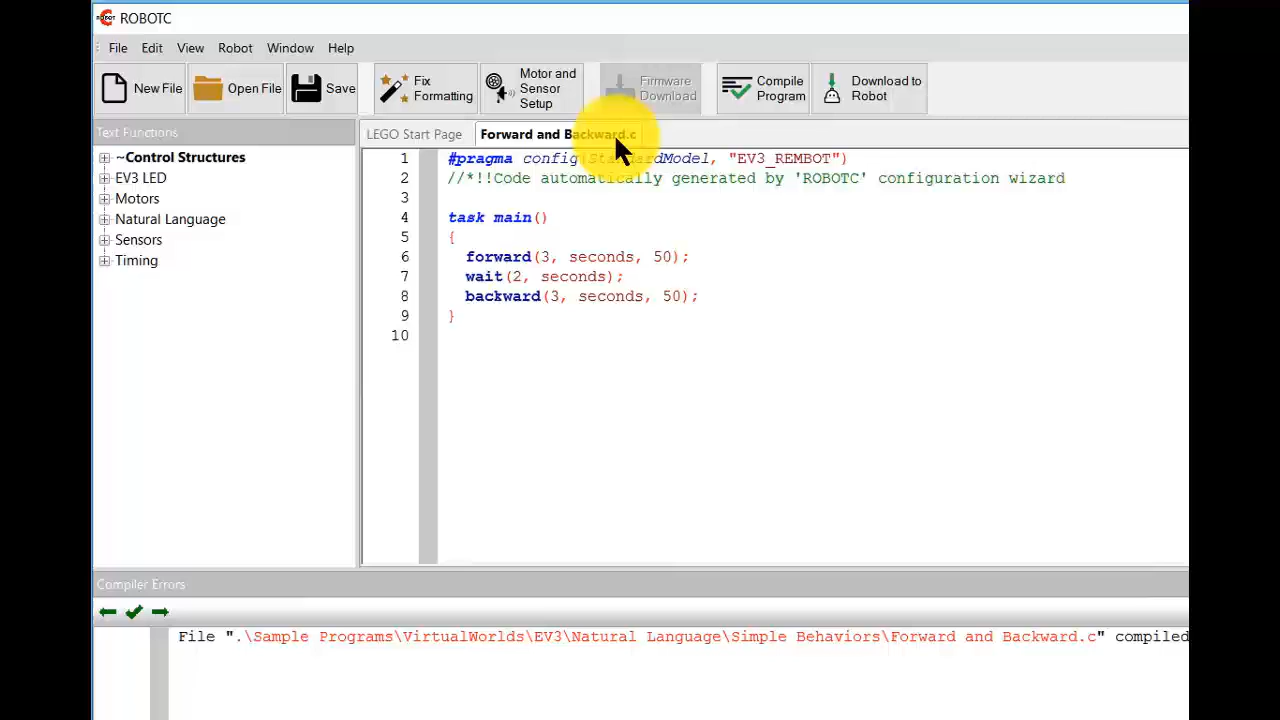 ROBOTC
File Edit View Robot Window Help
New File Open File Save Fix Formatting Motor and Sensor Setup Firmware Download Compile Program Download to Robot
Text Functions
LEGO Start Page Forward and Backward.c
~Control Structures
EV3 LED
Motors
Natural Language
Sensors
Timing
1 #pragma config(StandardModel, "EV3_REMBOT")
2 //*!!Code automatically generated by 'ROBOTC' configuration wizard
3
4 task main()
5 {
6 forward(3, seconds, 50);
7 wait(2, seconds);
8 backward(3, seconds, 50);
9 }
10
Compiler Errors
File ".\Sample Programs\VirtualWorlds\EV3\Natural Language\Simple Behaviors\Forward and Backward.c" compiled